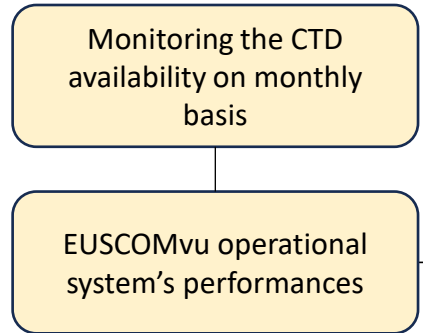 Monitoring the CTD
availability on monthly
basis
EUSCOMvu operational
system’s performances